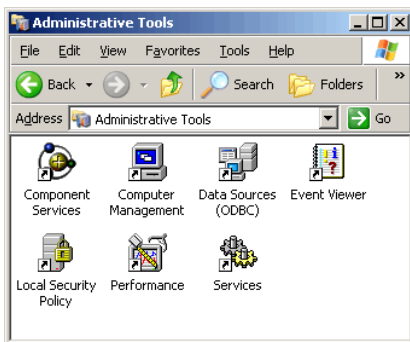 Administrative Tools
File Edit View Favorites Tools Help
Back Search Folders »
Address Administrative Tools Go
Component Services
Computer Management
Data Sources (ODBC)
Event Viewer
Local Security Policy
Performance
Services